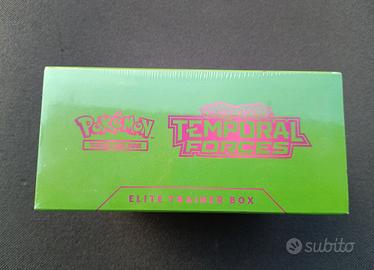 POKÉMON
TEMPORAL
FORCES
ELITE TRAINER BOX
subito